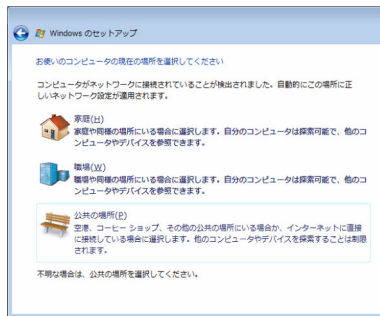 Windows のセットアップ
お使いのコンピュータの現在の場所を選択してください
コンピュータがネットワークに接続されていることが検出されました。自動的にこの場所に正
しいネットワーク設定が適用されます。
家庭(H)
家庭や同様の場所にいる場合に選択します。自分のコンピュータは探索可能で、他のコ
ンピュータやデバイスを参照できます。
職場(W)
職場や同様の場所にいる場合に選択します。自分のコンピュータは探索可能で、他のコ
ンピュータやデバイスを参照できます。
公共の場所(P)
空港、コーヒー ショップ、その他の公共の場所にいる場合か、インターネットに直接
に接続している場合に選択します。他のコンピュータやデバイスを探索することは制限
されます。
不明な場合は、公共の場所を選択してください。